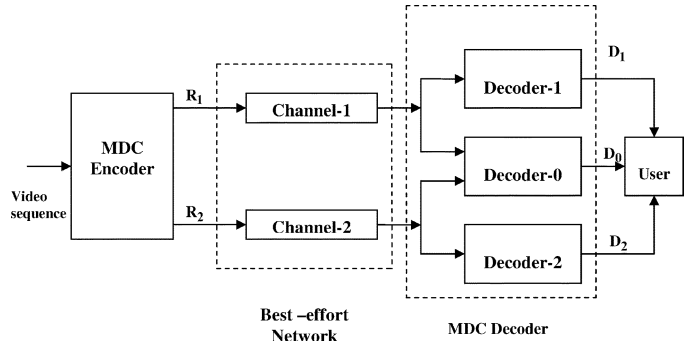 D1
R1
Channel-1
Decoder-1
MDC
Encoder
Decoder-0
D0
User
Video
sequence
R2
Channel-2
Decoder-2
D2
Best –effort
Network
MDC Decoder